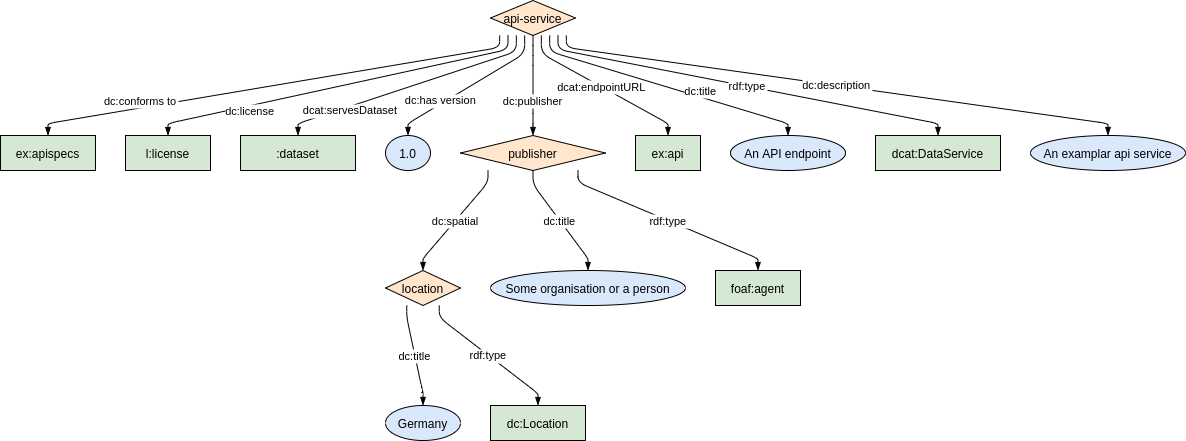 api-service
dcat:endpointURL
rdf:type
dc:description
dc:title
dc:conforms to
dc:has version
dc:publisher
dc:license
dcat:servesDataset
ex:apispecs
l:license
:dataset
1.0
publisher
ex:api
An API endpoint
dcat:DataService
An examplar api service
dc:spatial
dc:title
rdf:type
location
Some organisation or a person
foaf:agent
dc:title
rdf:type
Germany
dc:Location